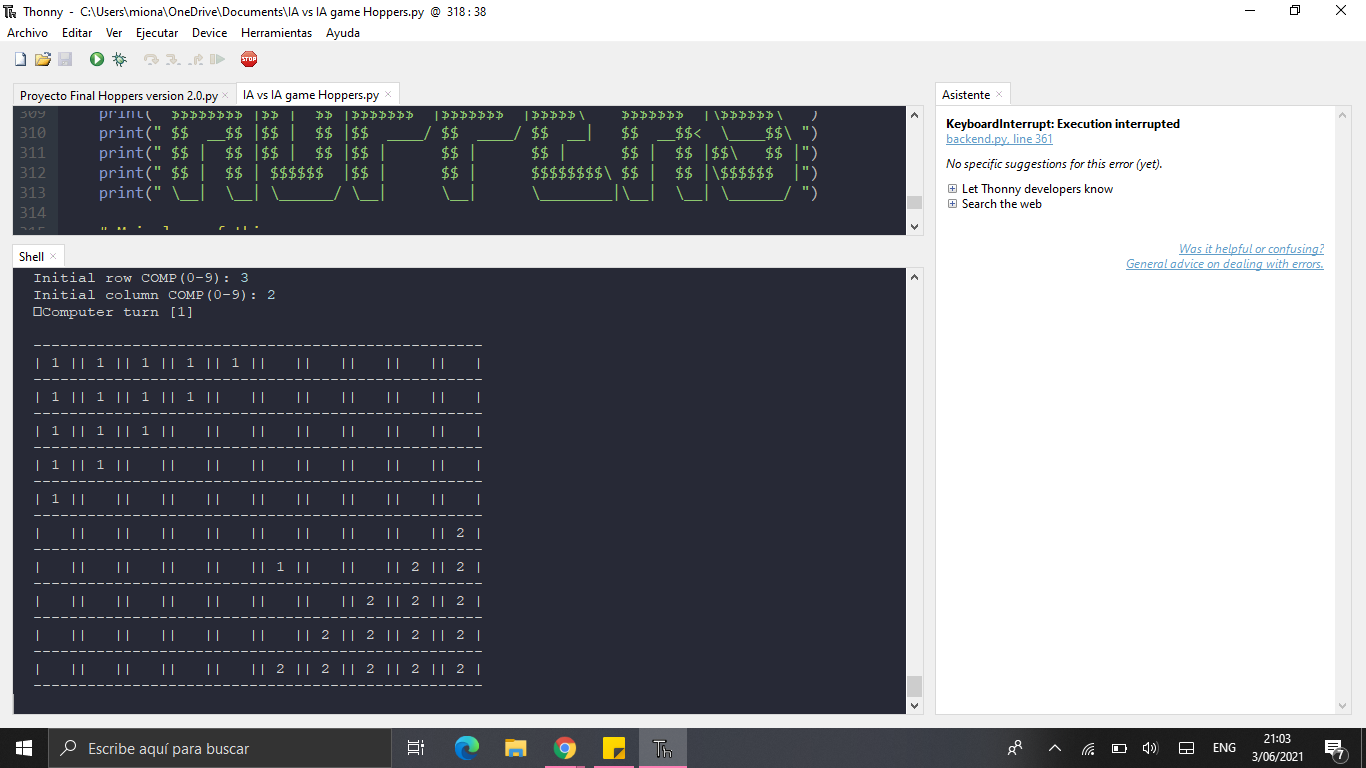 Thonny - C:\Users\miona\OneDrive\Documents\IA vs IA game Hoppers.py @ 318:38
Archivo Editar Ver Ejecutar Device Herramientas Ayuda
STOP
Proyecto Final Hoppers version 2.0.py × IA vs IA game Hoppers.py ×
309 print(" $$$$$$$$ |$$ | $$ |$$$$$$$ |$$$$$$$ |$$$$$\ $$$$$$$ |\$$$$$$\ ")
310 print(" $$ __$$ |$$ | $$ |$$ ____/ $$ ____/ $$ __| $$ __$$< \____$$\ ")
311 print(" $$ | $$ |$$ | $$ |$$ | $$ | $$ | $$ | $$ |$$\ $$ |")
312 print(" $$ | $$ | $$$$$$ |$$ | $$ | $$$$$$$$\ $$ | $$ |\$$$$$$ |")
313 print(" \__| \__| \______/ \__| \__| \________|\__| \__| \______/ ")
314
Shell ×
Initial row COMP(0-9): 3
Initial column COMP(0-9): 2
Computer turn [1]
--------------------------------------------------
| 1 || 1 || 1 || 1 || 1 || || || || || |
--------------------------------------------------
| 1 || 1 || 1 || 1 || || || || || || |
--------------------------------------------------
| 1 || 1 || 1 || || || || || || || |
--------------------------------------------------
| 1 || 1 || || || || || || || || |
--------------------------------------------------
| 1 || || || || || || || || || |
--------------------------------------------------
| || || || || || || || || || 2 |
--------------------------------------------------
| || || || || || 1 || || || 2 || 2 |
--------------------------------------------------
| || || || || || || || 2 || 2 || 2 |
--------------------------------------------------
| || || || || || || 2 || 2 || 2 || 2 |
--------------------------------------------------
| || || || || || 2 || 2 || 2 || 2 || 2 |
--------------------------------------------------
Asistente ×
KeyboardInterrupt: Execution interrupted
backend.py, line 361
No specific suggestions for this error (yet).
Let Thonny developers know
Search the web
Was it helpful or confusing?
General advice on dealing with errors.
Escribe aquí para buscar
ENG
21:03
3/06/2021
7